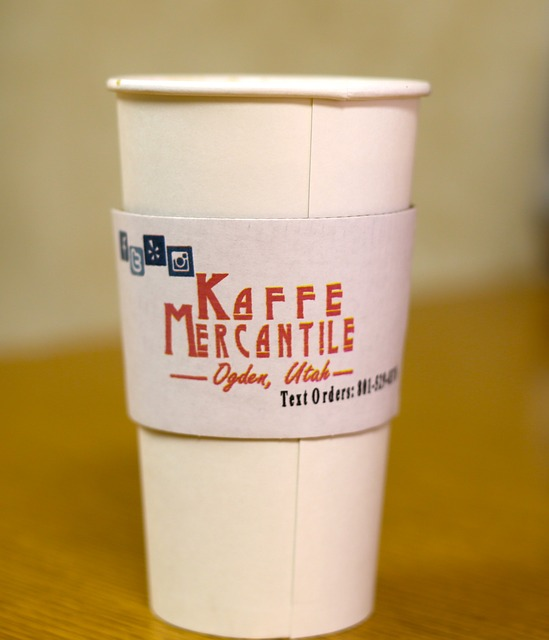 KAFFE
MERCANTILE
Ogden, Utah
Text Orders: